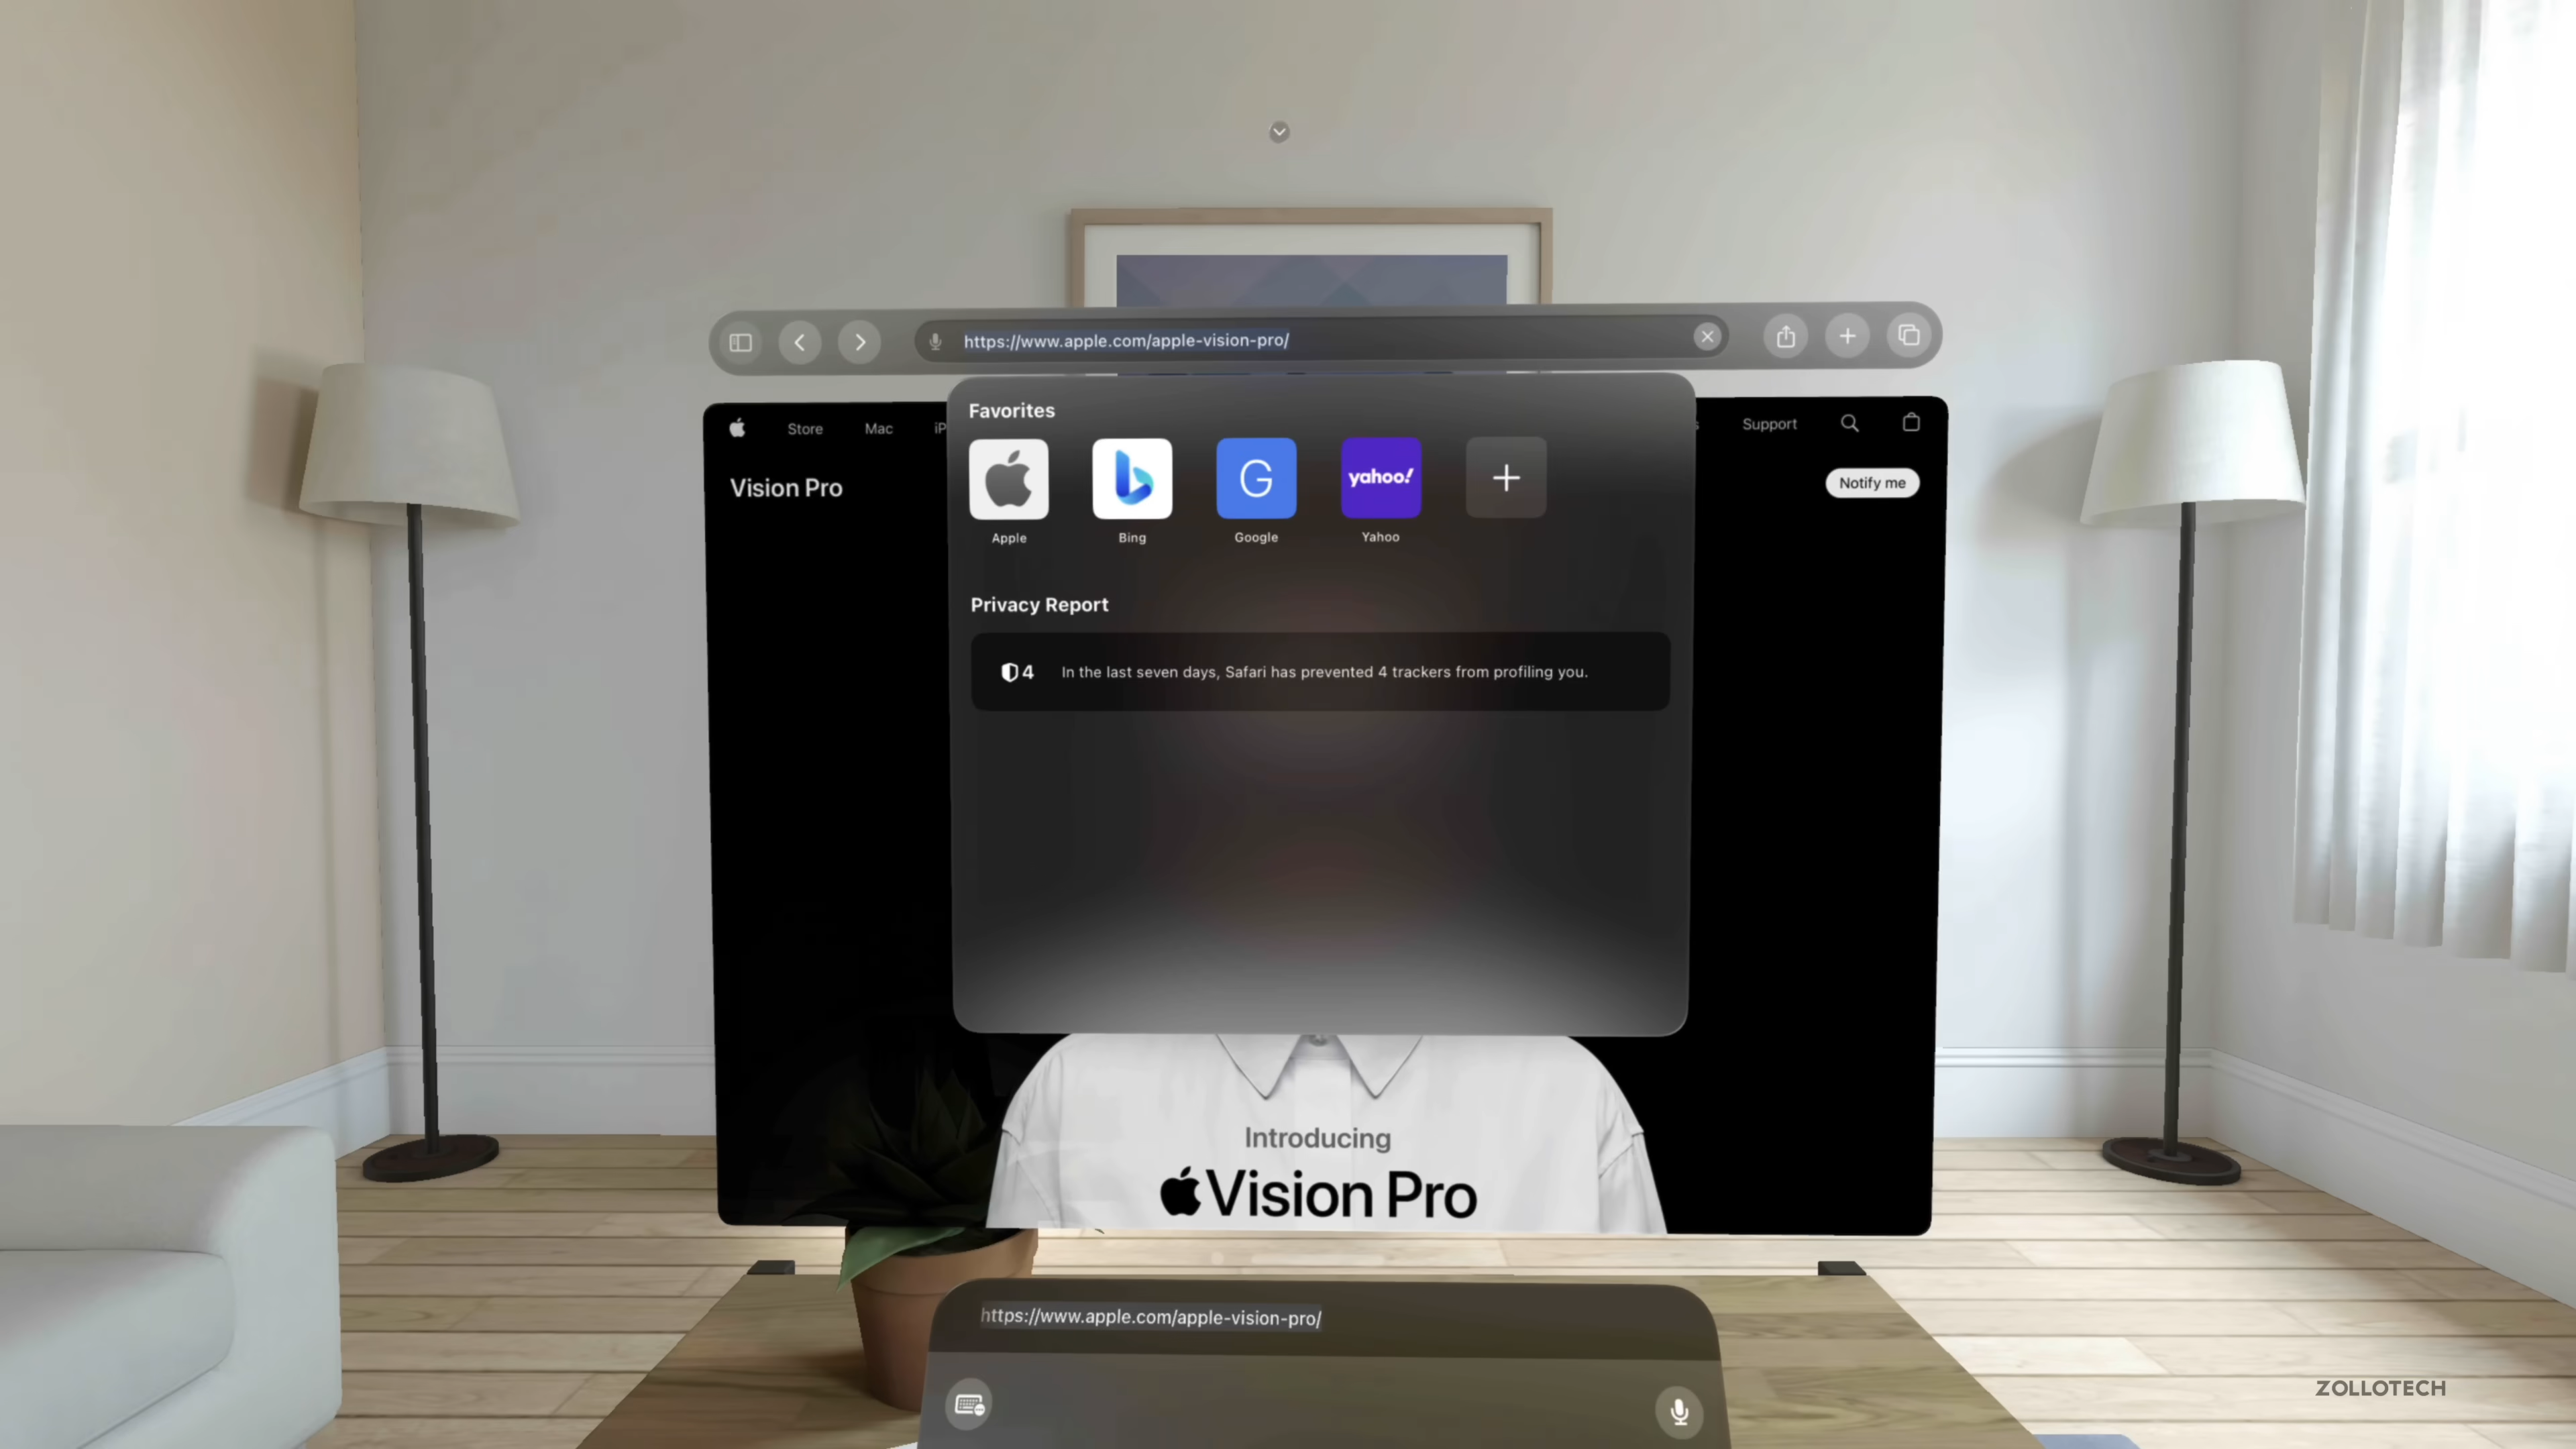 https://www.apple.com/apple-vision-pro/
Favorites
Store Mac iP
Support
Vision Pro
yahoo!
Notify me
Apple Bing Google Yahoo
Privacy Report
4 In the last seven days, Safari has prevented 4 trackers from profiling you.
Introducing
Vision Pro
https://www.apple.com/apple-vision-pro/
ZOLLOTECH